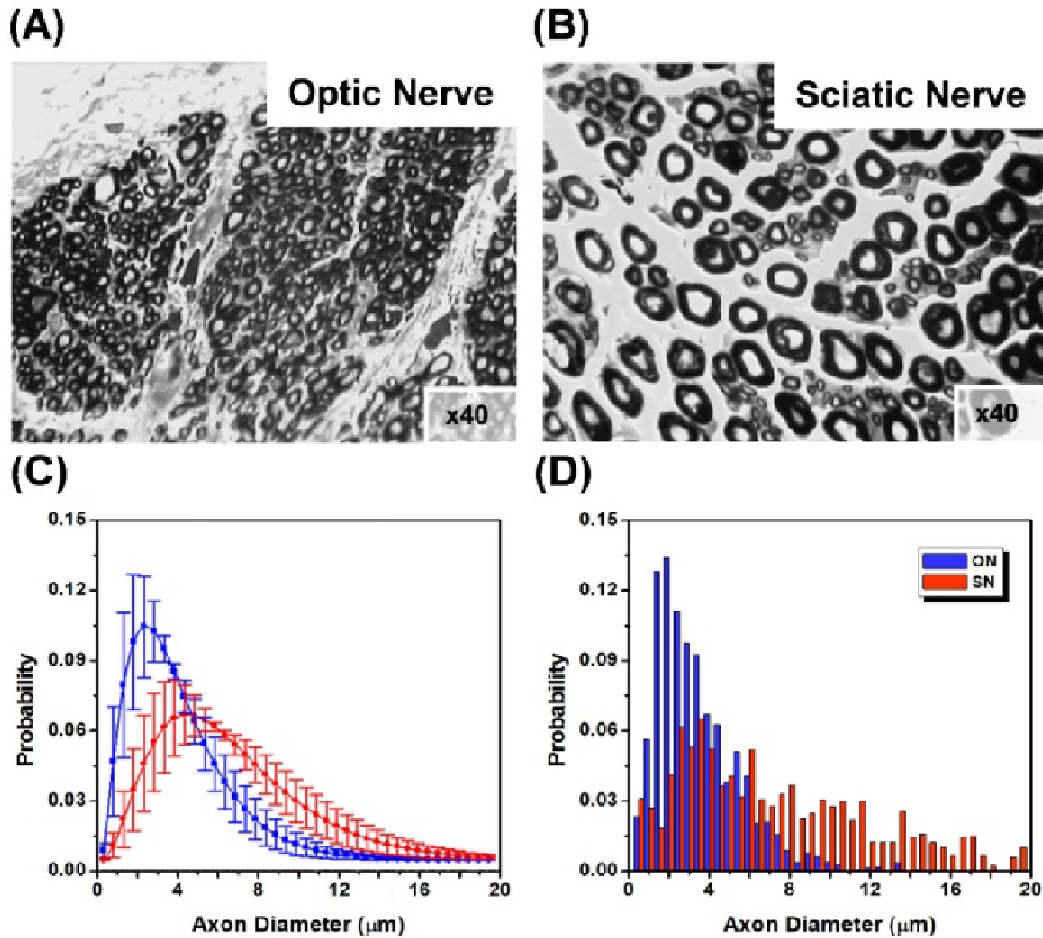 (A)
(B)
Optic Nerve
Sciatic Nerve
x40
x40
(C)
(D)
0.15
0.12
0.09
0.06
0.03
0.00
Probability
0
4
8
12
16
20
Axon Diameter (μm)
0.15
0.12
0.09
0.06
0.03
0.00
Probability
ON
SN
0
4
8
12
16
20
Axon Diameter (μm)